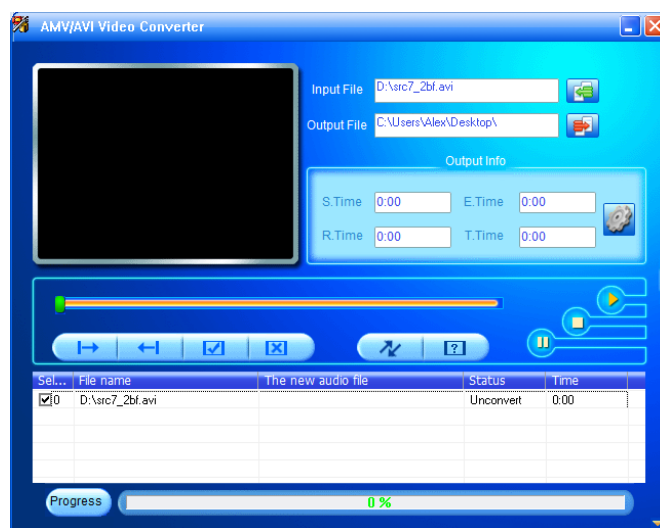 AMV/AVI Video Converter
Input File D:\src7_2bf.avi
Output File C:\Users\Alex\Desktop\
Output Info
S.Time 0:00 E.Time 0:00
R.Time 0:00 T.Time 0:00
?
Sel... File name The new audio file Status Time
0 D:\src7_2bf.avi Unconvert 0:00
Progress 0 %